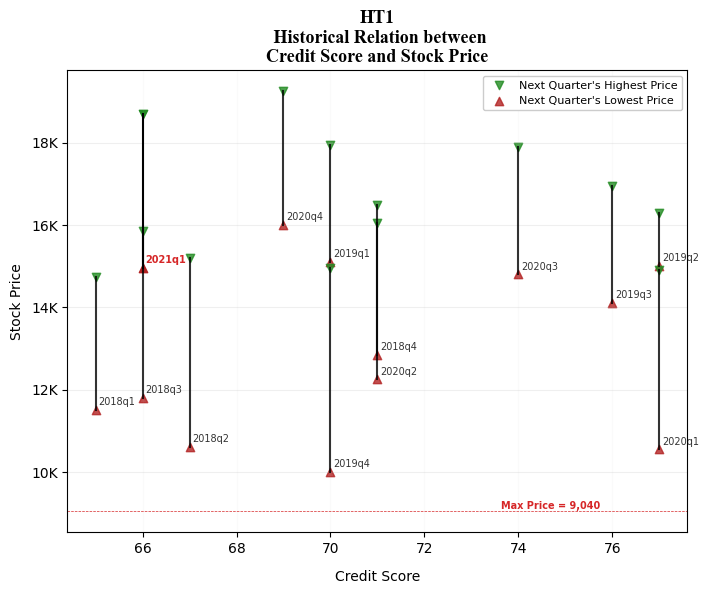 HT1
Historical Relation between
Credit Score and Stock Price
Next Quarter's Highest Price
Next Quarter's Lowest Price
18K
16K
14K
12K
10K
Stock Price
2020q4
2019q1
2021q1
2019q2
2020q3
2019q3
2018q4
2020q2
2018q3
2018q1
2018q2
2020q1
2019q4
Max Price = 9,040
66
68
70
72
74
76
Credit Score